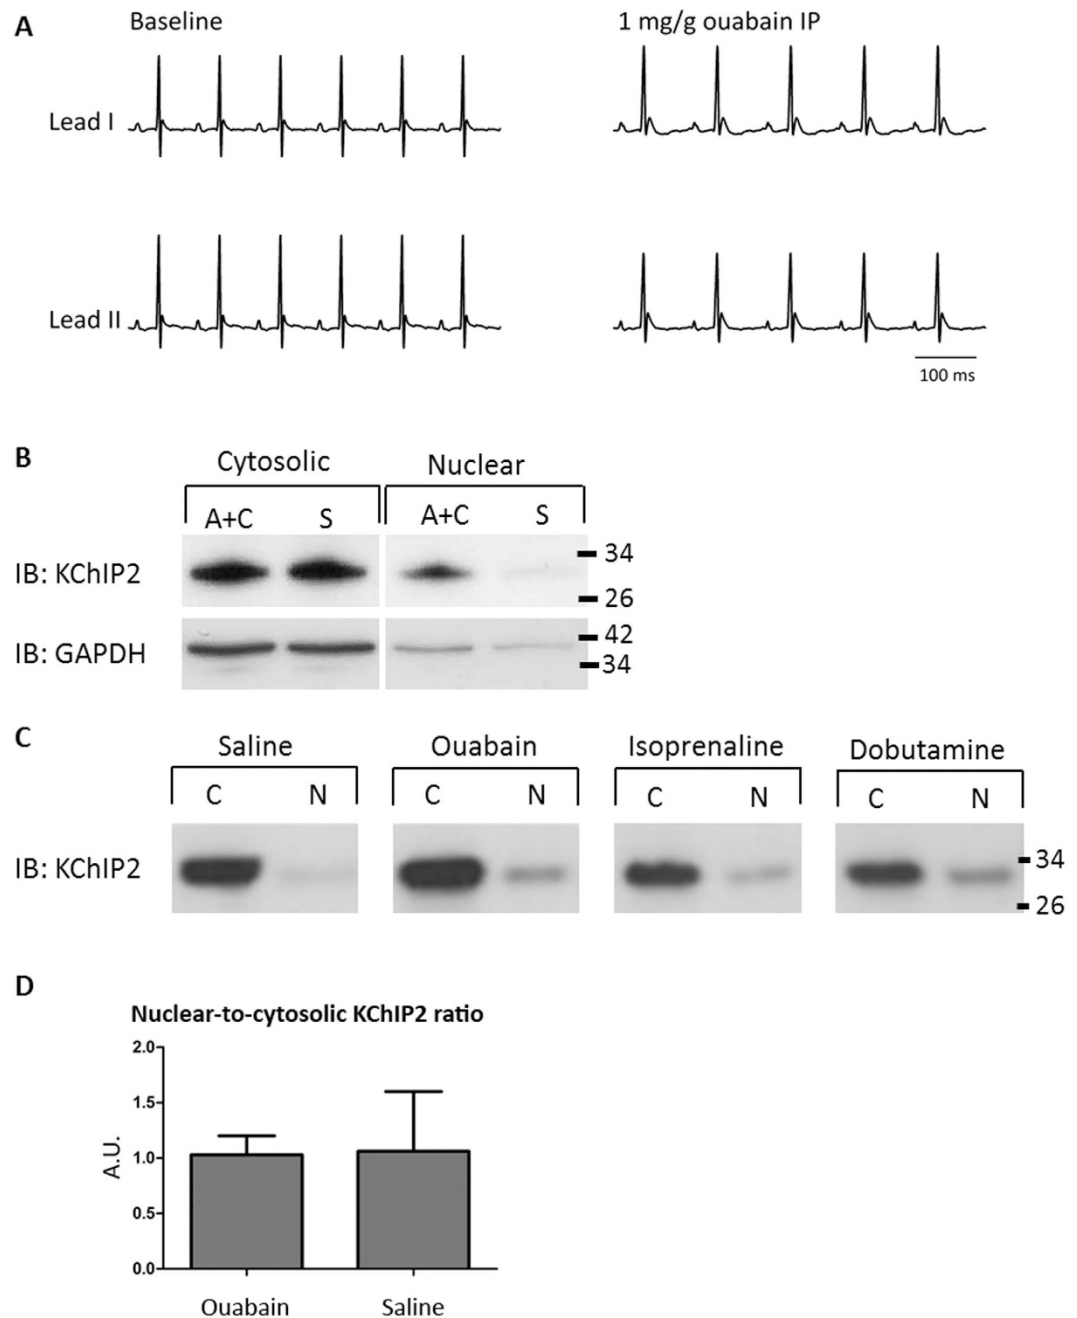 A
Baseline
1 mg/g ouabain IP
Lead I
Lead II
100 ms
B
Cytosolic
Nuclear
A+C
S
A+C
S
IB: KChIP2
34
26
IB: GAPDH
42
34
C
Saline
Ouabain
Isoprenaline
Dobutamine
C
N
C
N
C
N
C
N
IB: KChIP2
34
26
D
Nuclear-to-cytosolic KChIP2 ratio
2.0
1.5
1.0
0.5
0.0
A.U.
Ouabain
Saline